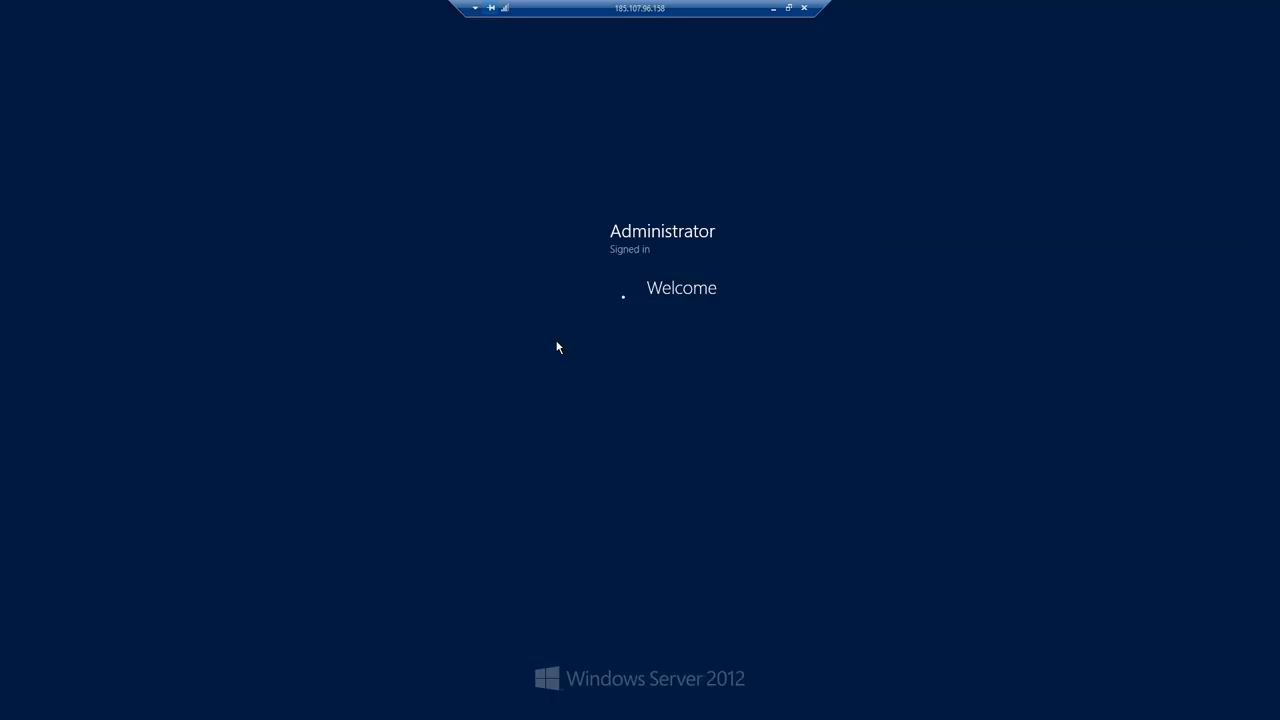 185.107.96.158
Administrator
Signed in
Welcome
Windows Server 2012